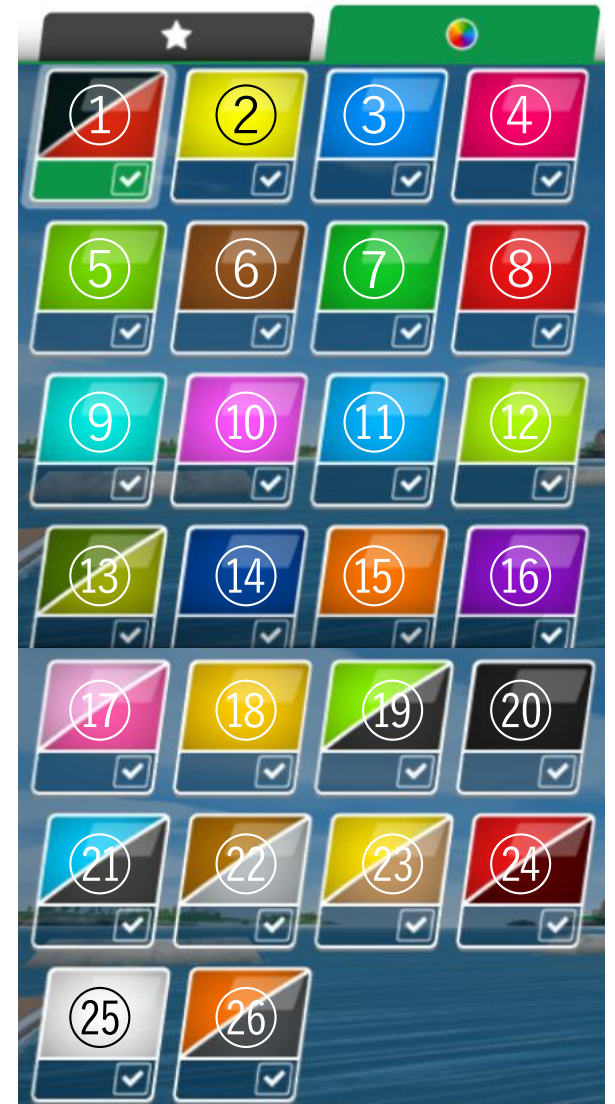 ① ② ③ ④
⑤ ⑥ ⑦ ⑧
⑨ ⑩ ⑪ ⑫
⑬ ⑭ ⑮ ⑯
⑰ ⑱ ⑲ ⑳
㉑ ㉒ ㉓ ㉔
㉕ ㉖